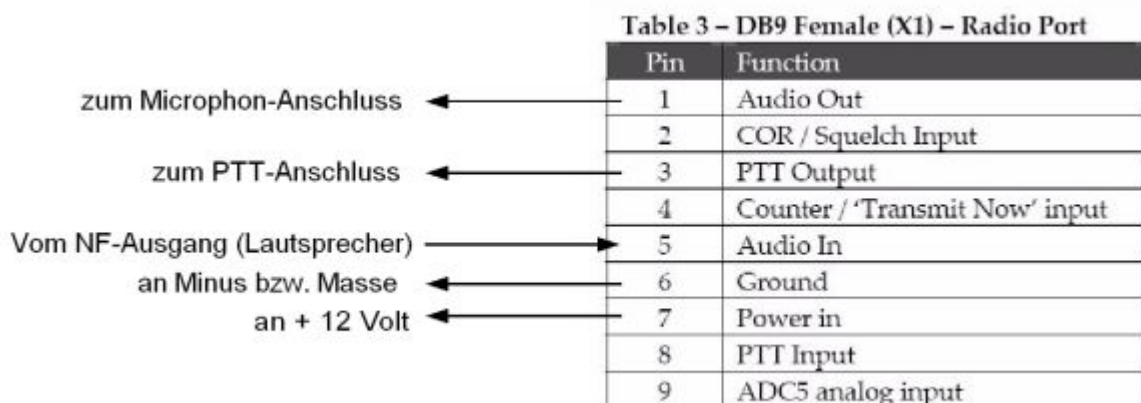 Table 3 – DB9 Female (X1) – Radio Port
Pin Function
zum Microphon-Anschluss 1 Audio Out
2 COR / Squelch Input
zum PTT-Anschluss 3 PTT Output
4 Counter / ‘Transmit Now’ input
Vom NF-Ausgang (Lautsprecher) 5 Audio In
an Minus bzw. Masse 6 Ground
an + 12 Volt 7 Power in
8 PTT Input
9 ADC5 analog input